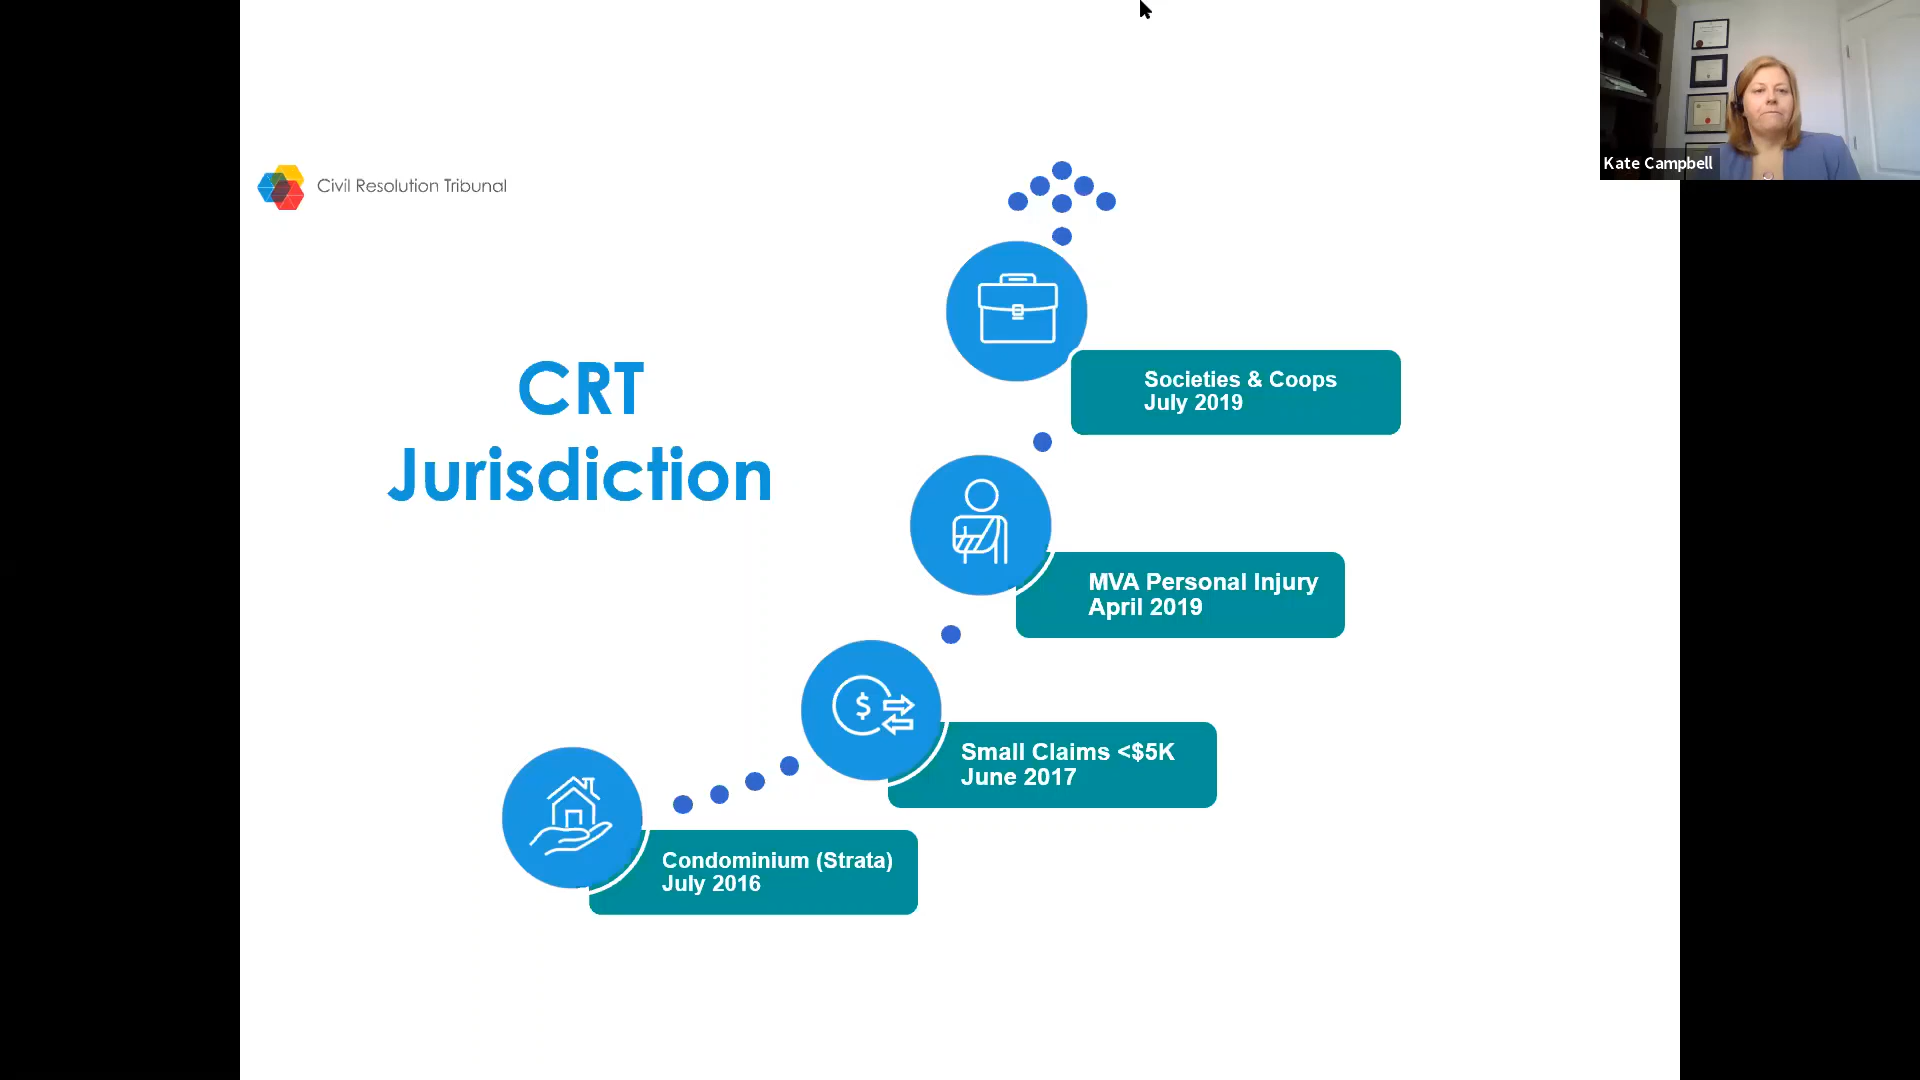 Kate Campbell
Civil Resolution Tribunal
CRT
Jurisdiction
Societies & Coops
July 2019
MVA Personal Injury
April 2019
$
Small Claims <$5K
June 2017
Condominium (Strata)
July 2016